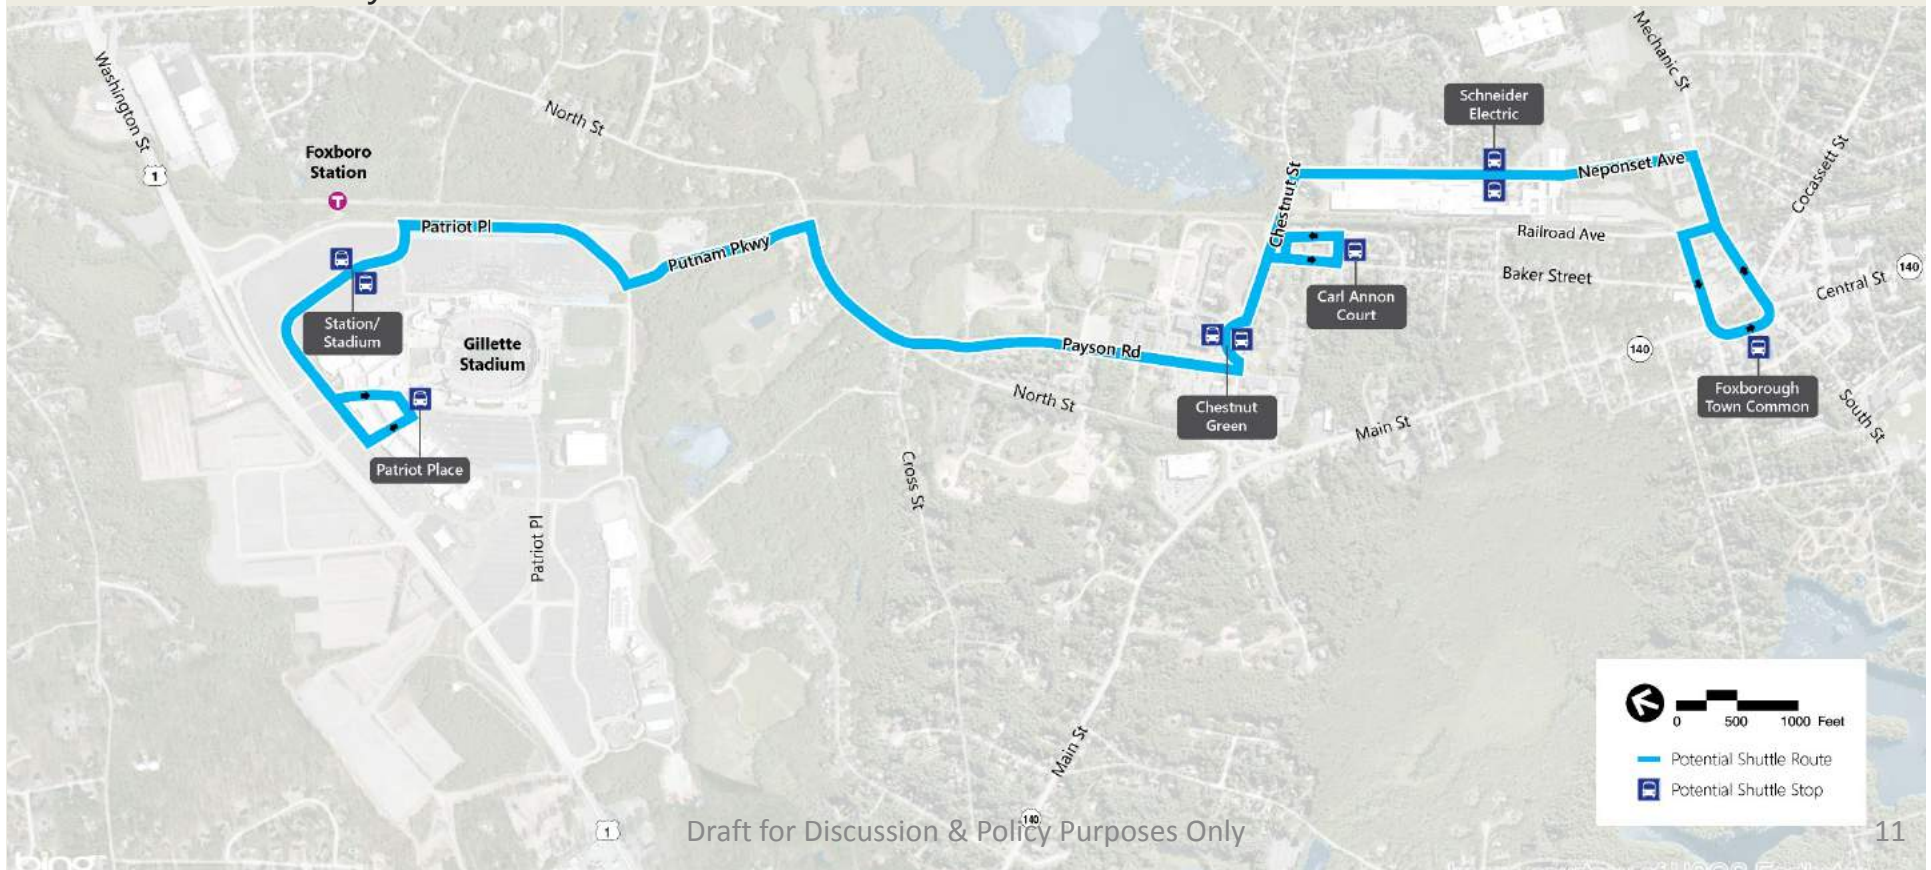 Mechanic St
Washington St
Schneider
Electric
North St
Foxboro
Station
T
1
Neponset Ave
Cocassett St
Chestnut St
Patriot Pl
Putnam Pkwy
Railroad Ave
Baker Street
140
Central St
Carl Annon
Court
Station/
Stadium
Gillette
Stadium
Payson Rd
140
Foxborough
Town Common
North St
Chestnut
Green
Main St
South St
Patriot Place
Cross St
Patriot Pl
Main St
0 500 1000 Feet
Potential Shuttle Route
Potential Shuttle Stop
140
1
Draft for Discussion & Policy Purposes Only
11
bing